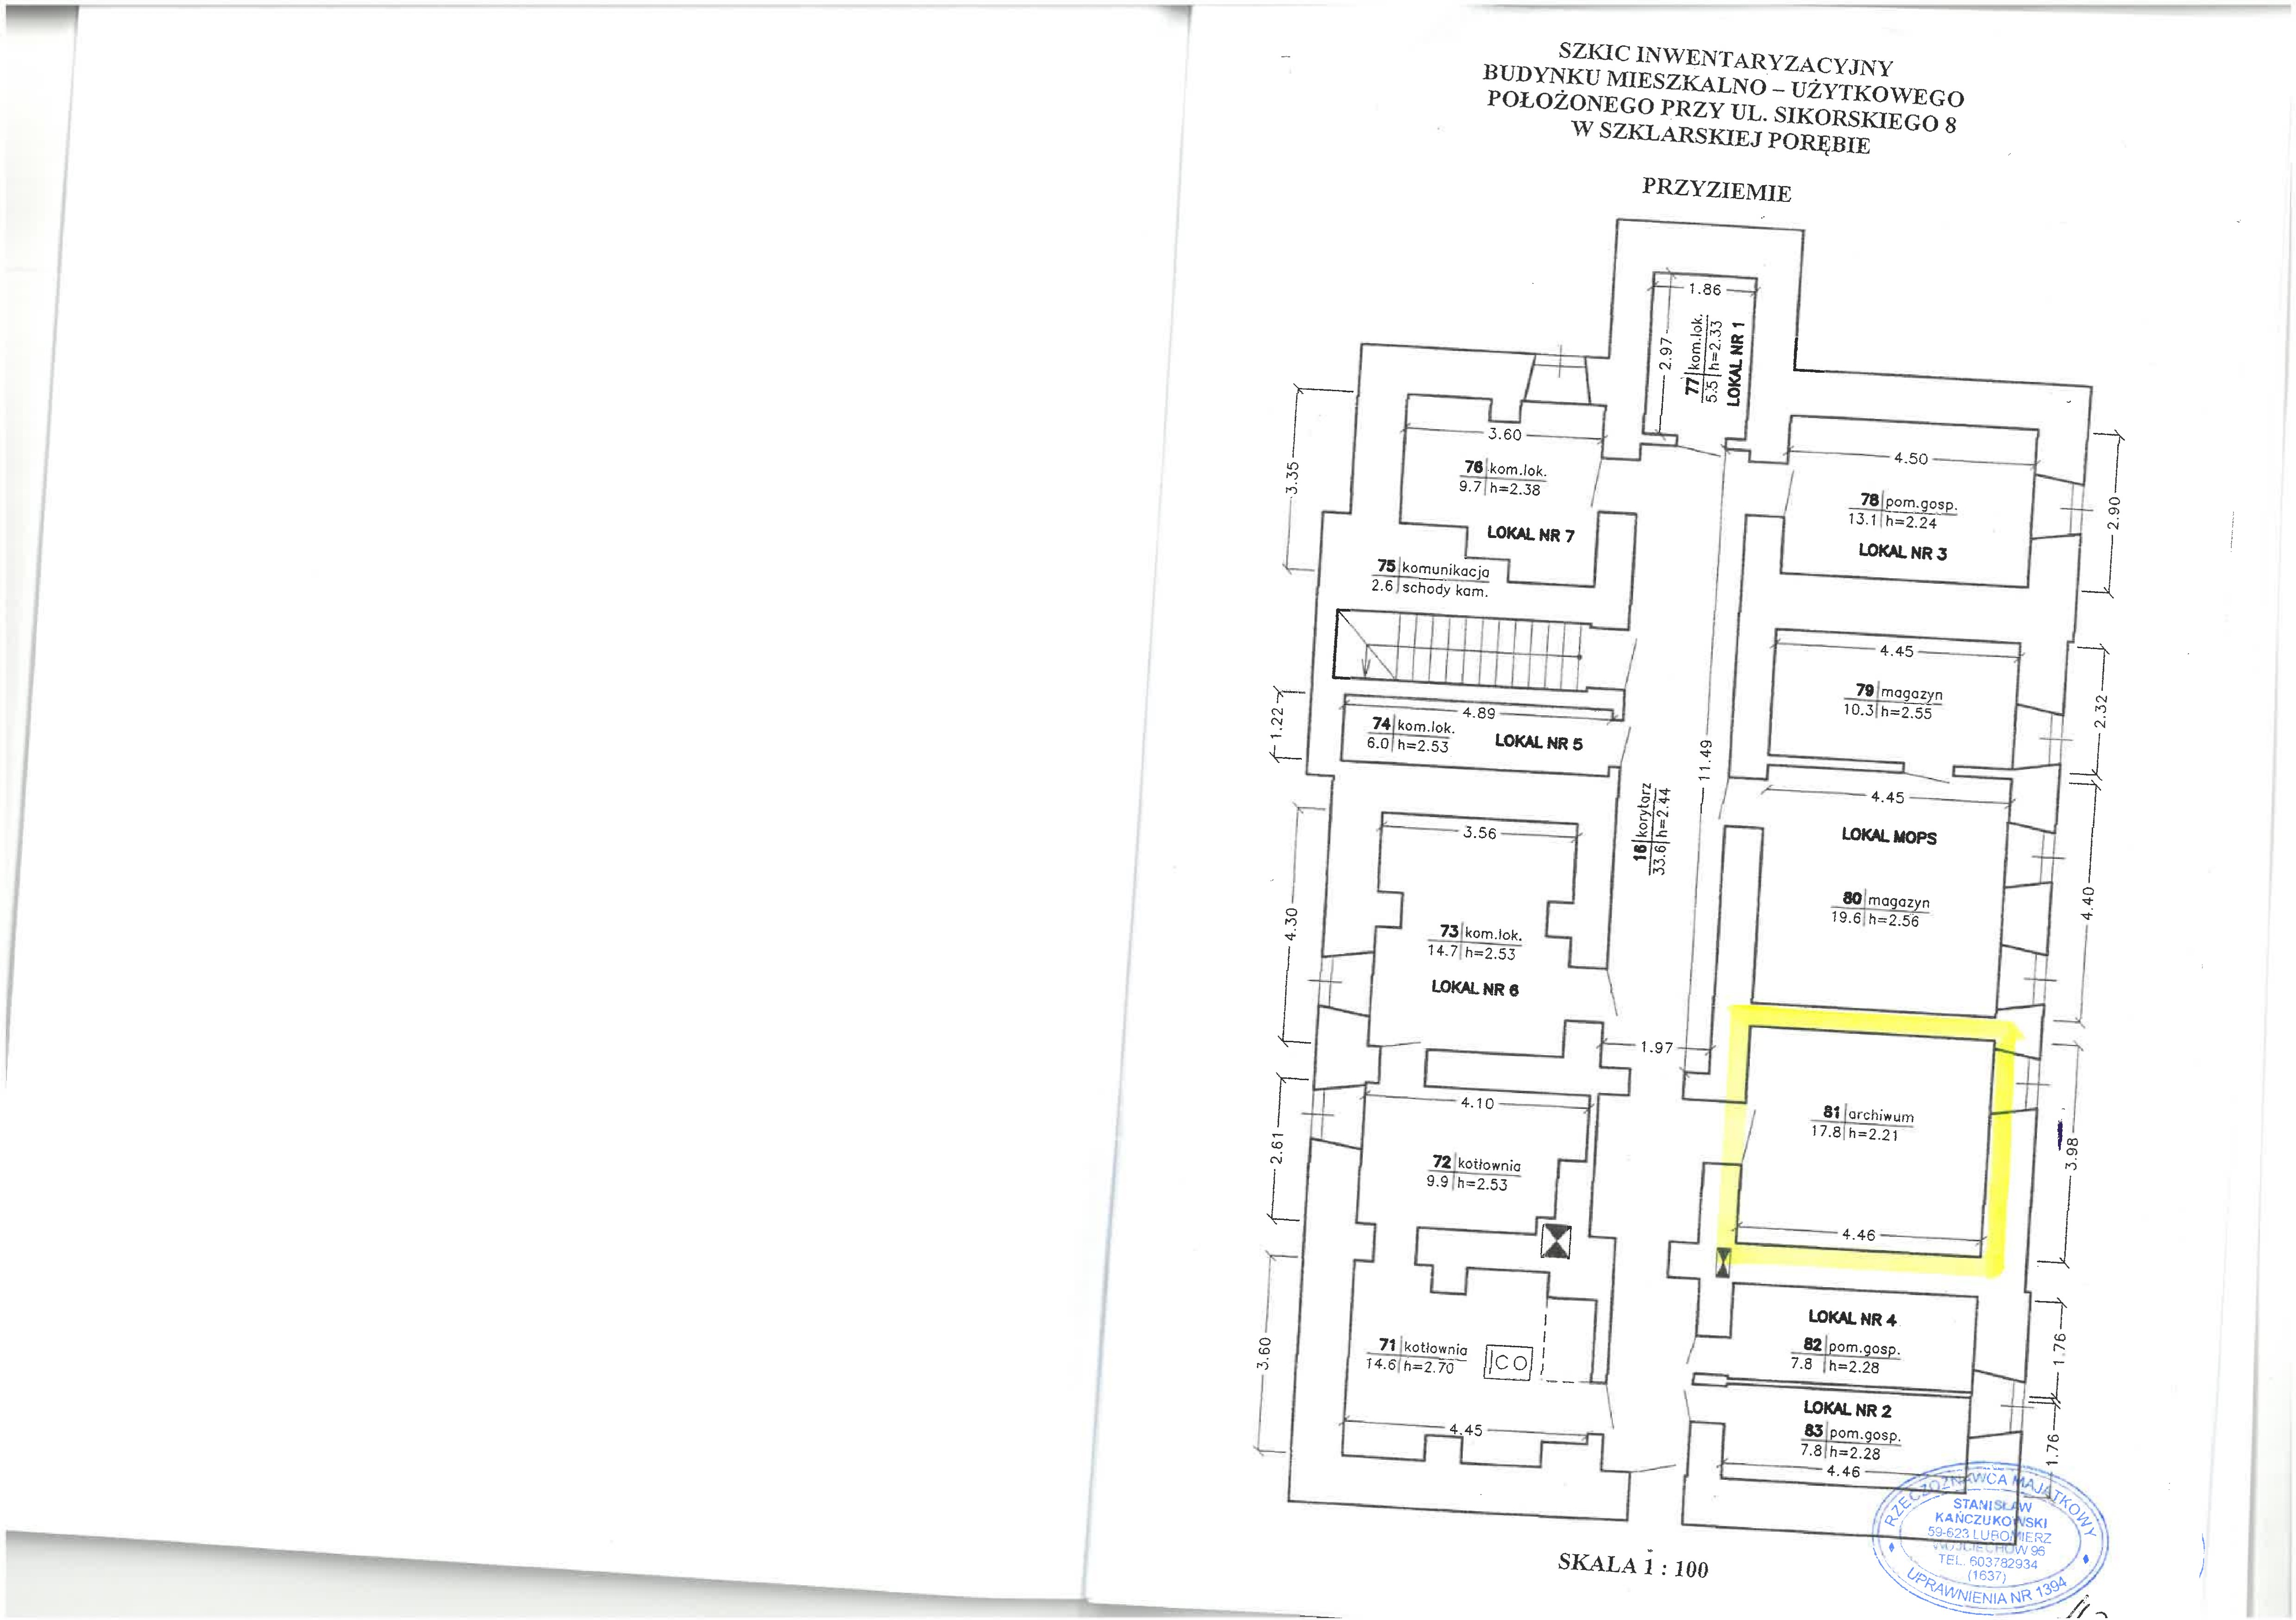 SZKIC INWENTARYZACYJNY
BUDYNKU MIESZKALNO – UŻYTKOWEGO
POŁOŻONEGO PRZY UL. SIKORSKIEGO 8
W SZKLARSKIEJ PORĘBIE
PRZYZIEMIE
1.86
2.97
77 kom.lok.
5.5 h=2.33
LOKAL NR 1
3.35
3.60
76 kom.lok.
9.7 h=2.38
LOKAL NR 7
4.50
78 pom.gosp.
13.1 h=2.24
LOKAL NR 3
2.90
75 komunikacja
2.6 schody kam.
4.45
79 magazyn
10.3 h=2.55
2.32
1.22
4.89
74 kom.lok.
6.0 h=2.53
LOKAL NR 5
11.49
16 korytarz
33.6 h=2.44
4.45
LOKAL MOPS
80 magazyn
19.6 h=2.56
4.40
3.56
4.30
73 kom.lok.
14.7 h=2.53
LOKAL NR 6
1.97
81 archiwum
17.8 h=2.21
3.98
4.46
4.10
2.61
72 kotłownia
9.9 h=2.53
3.60
71 kotłownia
14.6 h=2.70
CO
4.45
LOKAL NR 4
82 pom.gosp.
7.8 h=2.28
1.76
LOKAL NR 2
83 pom.gosp.
7.8 h=2.28
4.46
1.76
RZECZOZNAWCA MAJĄTKOWY
STANISŁAW
KAŃCZUKOWSKI
59-623 LUBOMIERZ
WOJCIECHÓW 96
TEL. 603782934
(1637)
UPRAWNIENIA NR 1394
SKALA 1 : 100